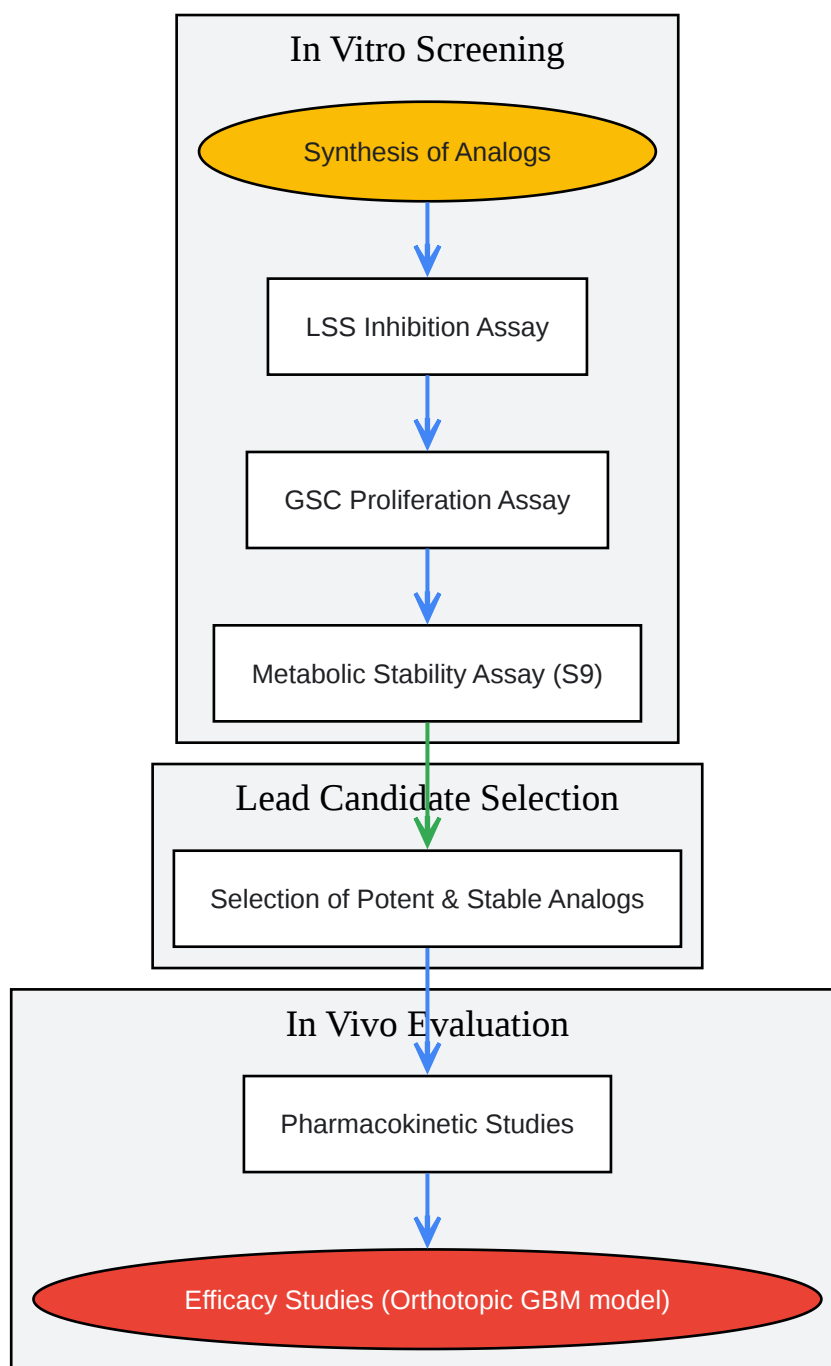 In Vitro Screening
Synthesis of Analogs
LSS Inhibition Assay
GSC Proliferation Assay
Metabolic Stability Assay (S9)
Lead Candidate Selection
Selection of Potent & Stable Analogs
In Vivo Evaluation
Pharmacokinetic Studies
Efficacy Studies (Orthotopic GBM model)